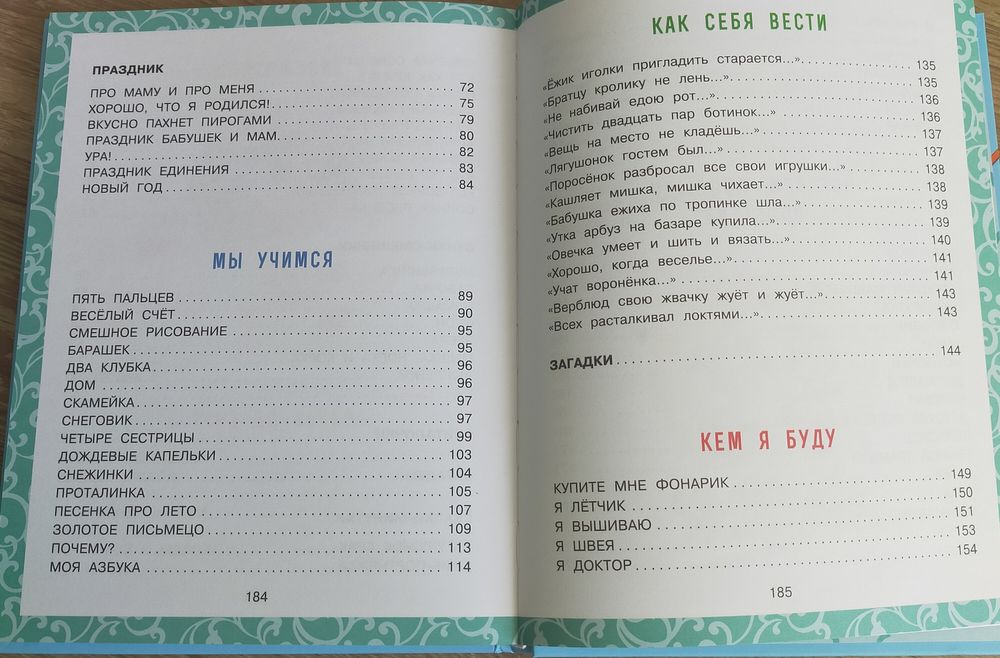 ПРАЗДНИК
ПРО МАМУ И ПРО МЕНЯ 72
ХОРОШО, ЧТО Я РОДИЛСЯ! 75
ВКУСНО ПАХНЕТ ПИРОГАМИ 79
ПРАЗДНИК БАБУШЕК И МАМ. 80
УРА! 82
ПРАЗДНИК ЕДИНЕНИЯ 83
НОВЫЙ ГОД 84
МЫ УЧИМСЯ
ПЯТЬ ПАЛЬЦЕВ 89
ВЕСЁЛЫЙ СЧЁТ 90
СМЕШНОЕ РИСОВАНИЕ 95
БАРАШЕК 95
ДВА КЛУБКА 96
ДОМ 96
СКАМЕЙКА 97
СНЕГОВИК 97
ЧЕТЫРЕ СЕСТРИЦЫ 99
ДОЖДЕВЫЕ КАПЕЛЬКИ 103
СНЕЖИНКИ 104
ПРОТАЛИНКА 105
ПЕСЕНКА ПРО ЛЕТО 107
ЗОЛОТОЕ ПИСЬМЕЦО 109
ПОЧЕМУ? 113
МОЯ АЗБУКА 114
184
КАК СЕБЯ ВЕСТИ
«Ёжик иголки пригладить старается...» 135
«Братцу кролику не лень...» 135
«Не набивай едою рот...» 136
«Чистить двадцать пар ботинок...» 136
«Вещь на место не кладёшь...» 137
«Лягушонок гостем был...» 137
«Поросёнок разбросал все свои игрушки...» 138
«Кашляет мишка, мишка чихает...» 138
«Бабушка ежиха по тропинке шла...» 139
«Утка арбуз на базаре купила...» 139
«Овечка умеет и шить и вязать...» 140
«Хорошо, когда веселье...» 141
«Учат воронёнка...» 141
«Верблюд свою жвачку жуёт и жуёт...» 143
«Всех расталкивал локтями...» 143
ЗАГАДКИ 144
КЕМ Я БУДУ
КУПИТЕ МНЕ ФОНАРИК 149
Я ЛЁТЧИК 150
Я ВЫШИВАЮ 151
Я ШВЕЯ 153
Я ДОКТОР 154
185